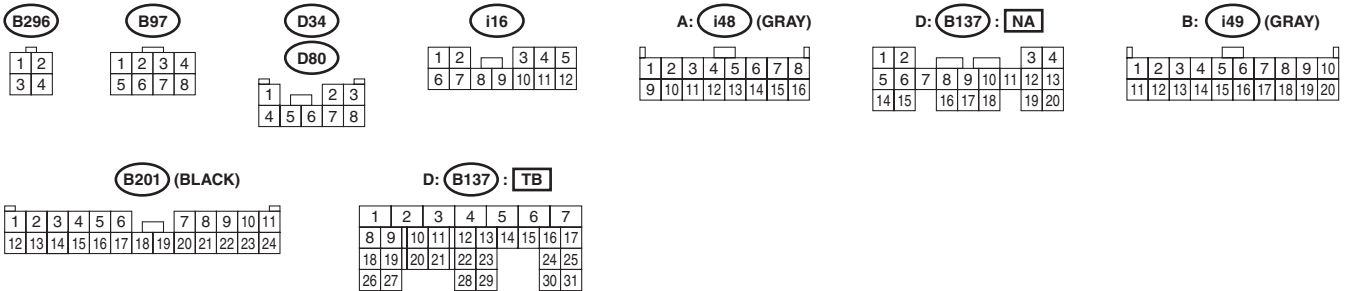 B296 B97 D34 i16 A: i48 (GRAY) D: B137 : NA B: i49 (GRAY)
D80
1 2
3 4
1 2 3 4
5 6 7 8
1 2 3
4 5 6 7 8
1 2 3 4 5
6 7 8 9 10 11 12
1 2 3 4 5 6 7 8
9 10 11 12 13 14 15 16
1 2 3 4
5 6 7 8 9 10 11 12 13
14 15 16 17 18 19 20
1 2 3 4 5 6 7 8 9 10
11 12 13 14 15 16 17 18 19 20
B201 (BLACK) D: B137 : TB
1 2 3 4 5 6 7 8 9 10 11
12 13 14 15 16 17 18 19 20 21 22 23 24
1 2 3 4 5 6 7
8 9 10 11 12 13 14 15 16 17
18 19 20 21 22 23 24 25
26 27 28 29 30 31